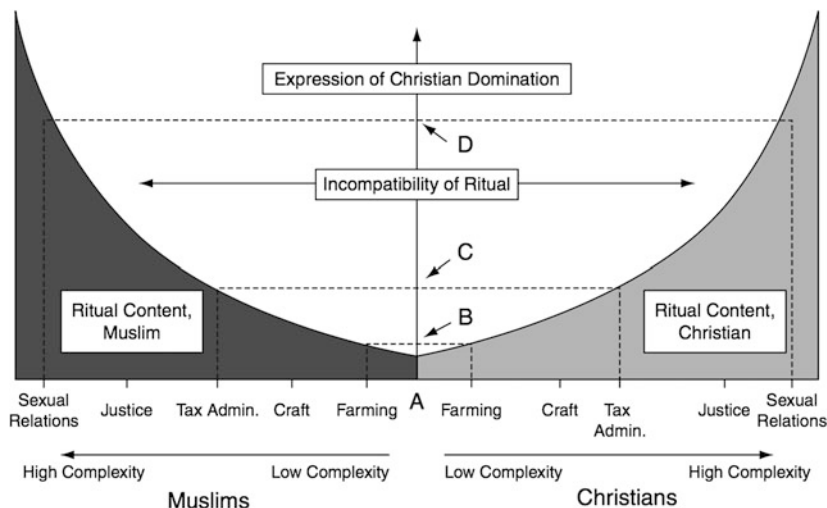 Expression of Christian Domination
D
Incompatibility of Ritual
C
Ritual Content,
Muslim
B
Ritual Content,
Christian
Sexual
Relations
Justice
Tax Admin.
Craft
Farming
A
Farming
Craft
Tax
Admin.
Justice
Sexual
Relations
High Complexity
Low Complexity
Low Complexity
High Complexity
Muslims
Christians